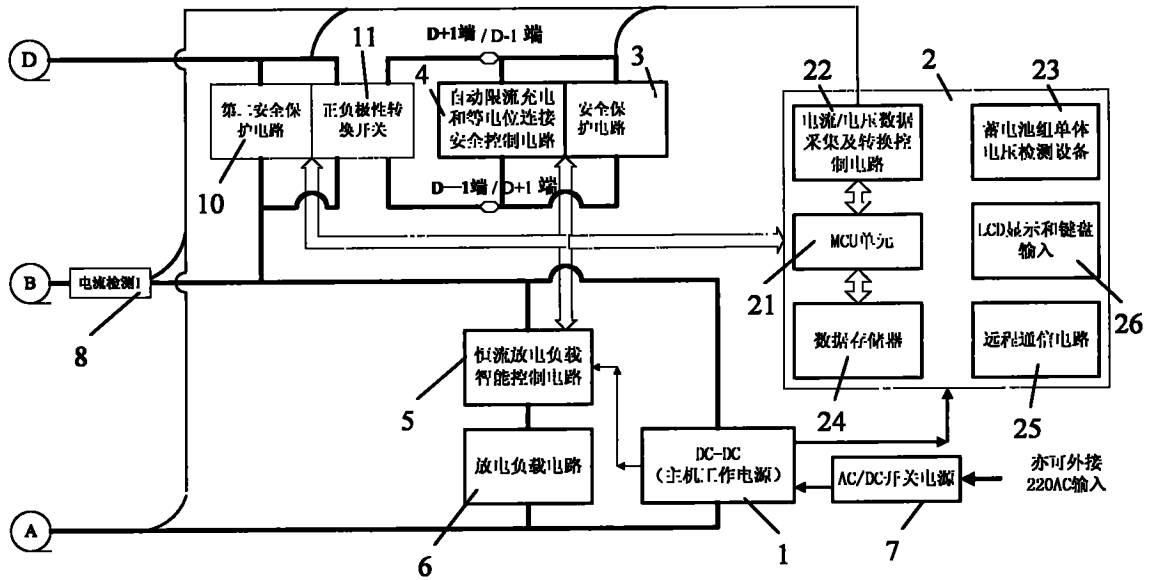 D+1端 / D-1 端
11
3
D
4
22
2
23
第二安全保
护电路
正负极性转
换开关
自动限流充电
和等电位连接
安全控制电路
安全保
护电路
电流/电压数据
采集及转换控
制电路
蓄电池组单体
电压检测设备
10
D—1端 / D+1 端
MCU单元
LCD显示和键盘
输入
B
电流检测1
21
26
8
恒流放电负载
智能控制电路
数据存储器
远程通信电路
5
24
25
放电负载电路
DC-DC
（主机工作电源）
AC/DC开关电源
亦可外接
220AC输入
A
6
1
7